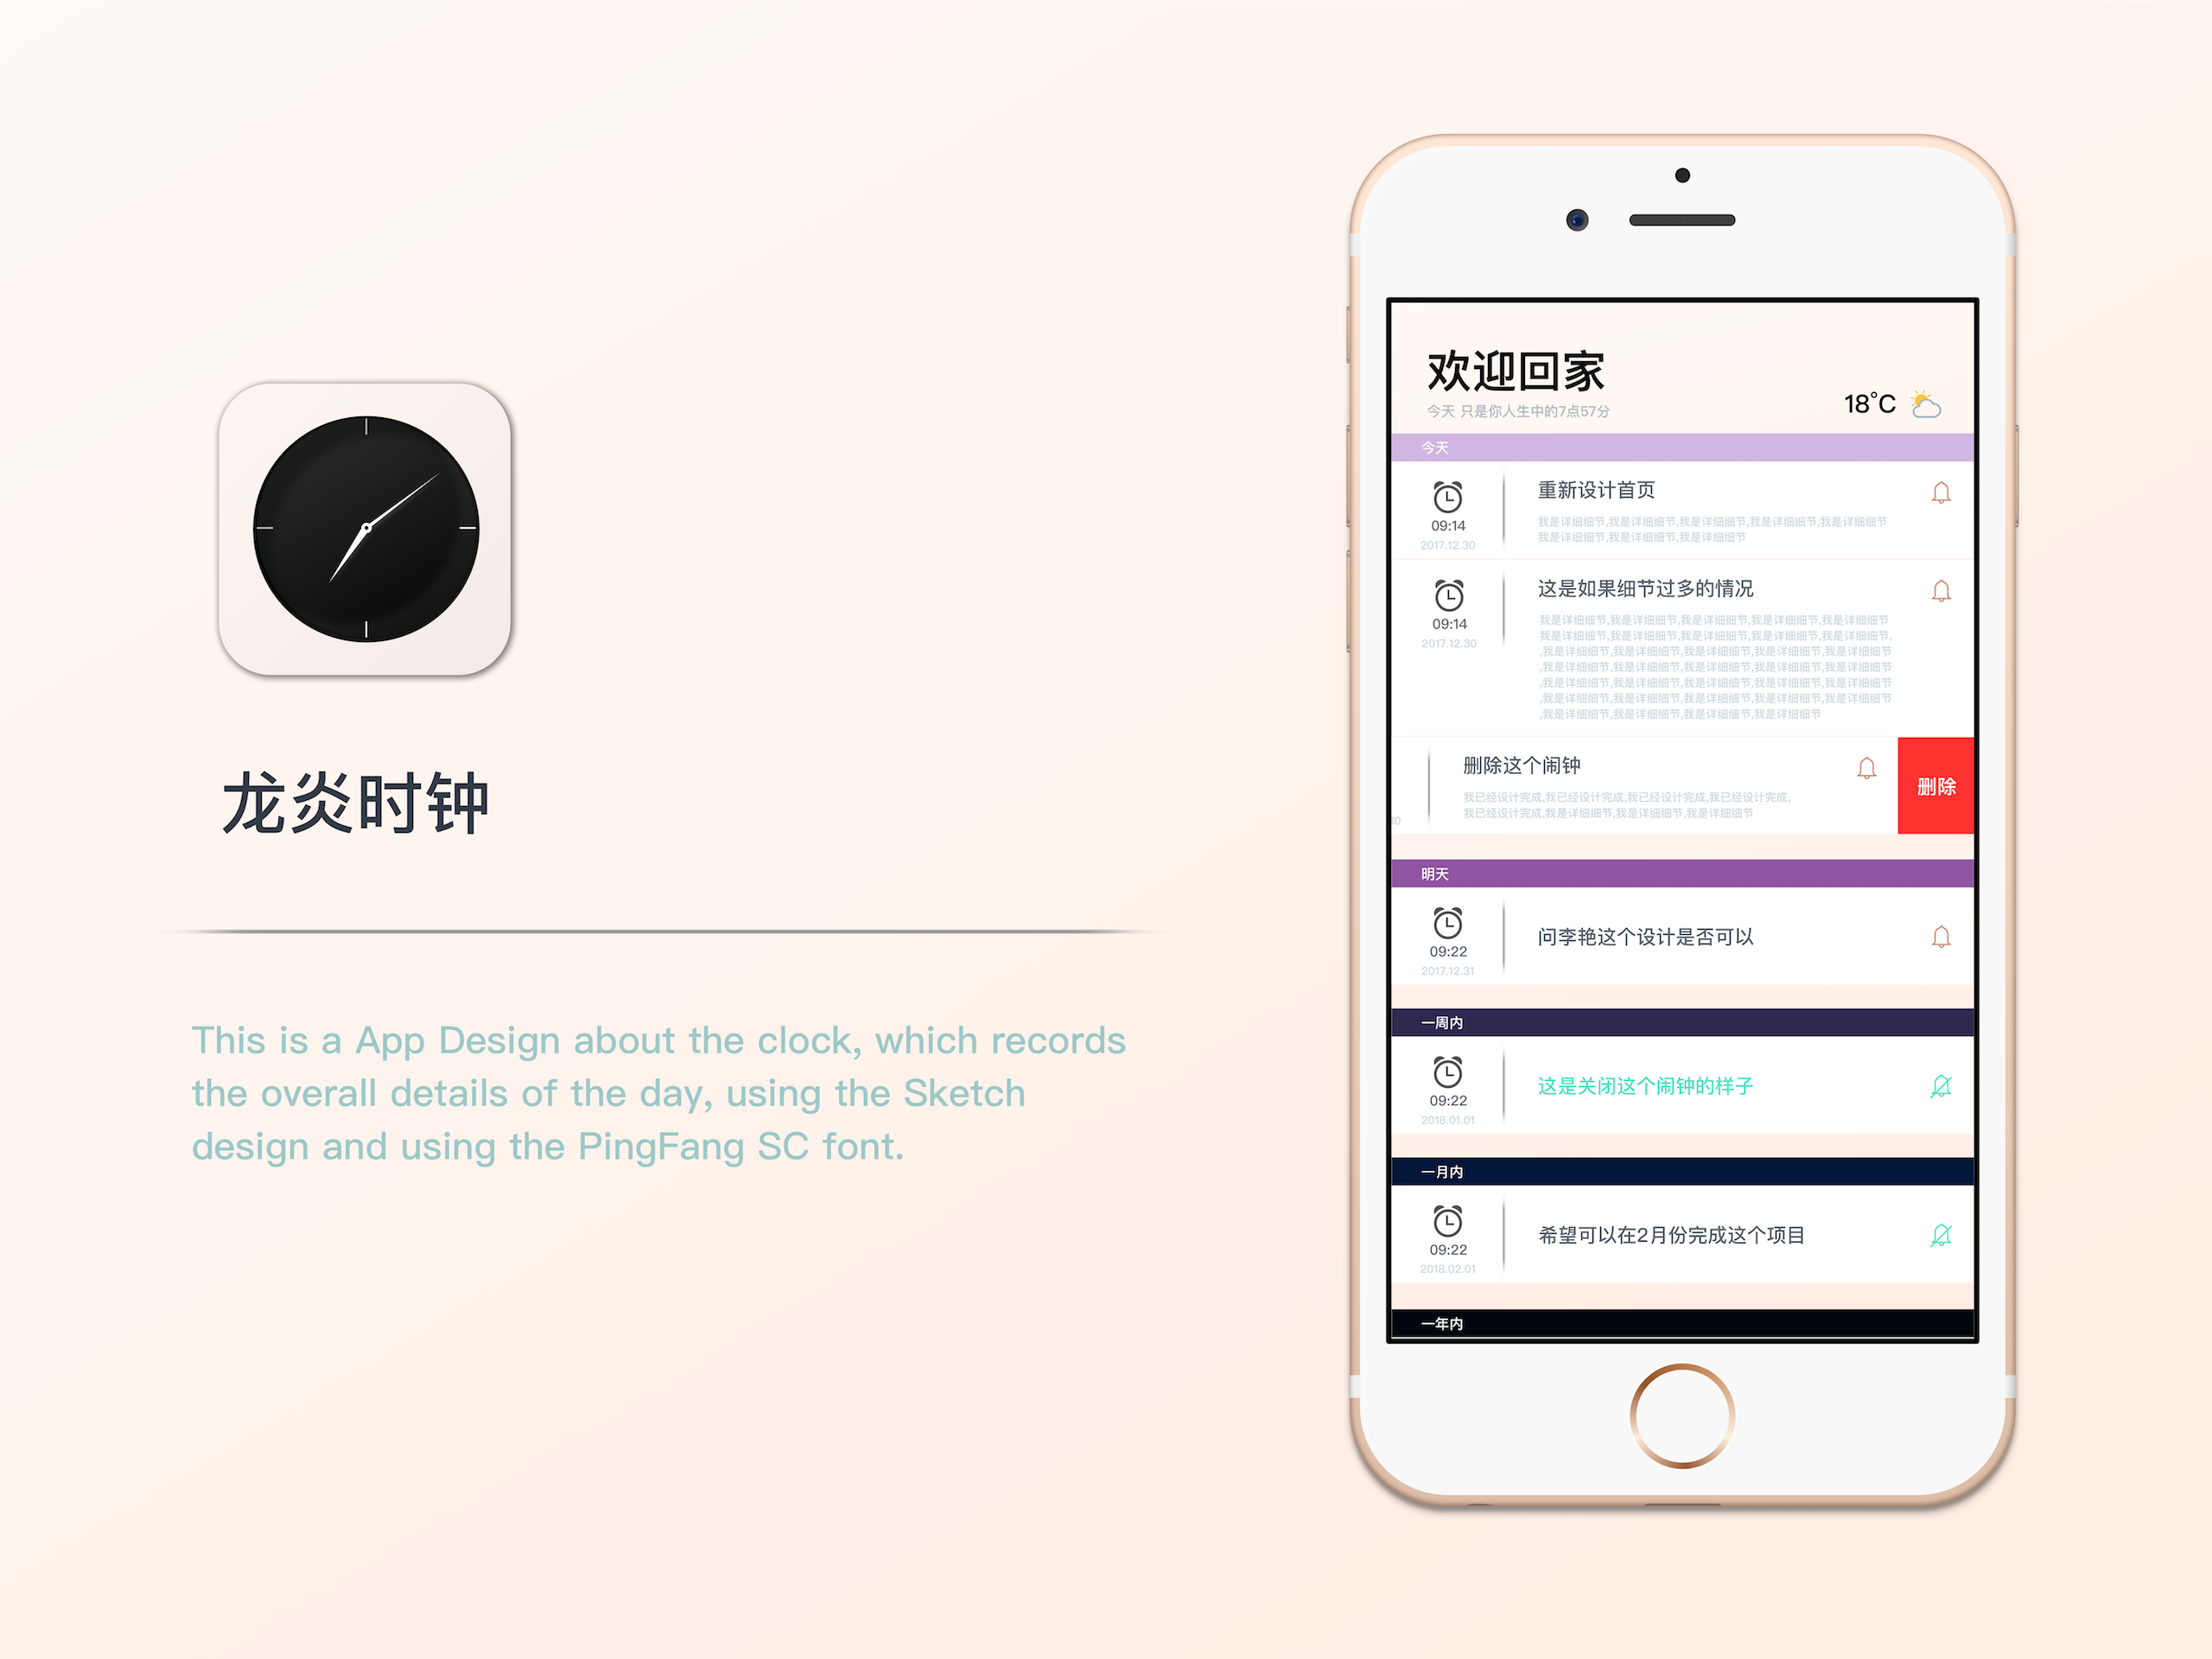 龙炎时钟
This is a App Design about the clock, which records
the overall details of the day, using the Sketch
design and using the PingFang SC font.
欢迎回家
今天 只是你人生中的7点57分
18°C
今天
09:14
2017.12.30
重新设计首页
我是详细细节,我是详细细节,我是详细细节,我是详细细节,我是详细细节
我是详细细节,我是详细细节,我是详细细节
09:14
2017.12.30
这是如果细节过多的情况
我是详细细节,我是详细细节,我是详细细节,我是详细细节,我是详细细节
我是详细细节,我是详细细节,我是详细细节,我是详细细节,我是详细细节,
,我是详细细节,我是详细细节,我是详细细节,我是详细细节,我是详细细节
,我是详细细节,我是详细细节,我是详细细节,我是详细细节,我是详细细节
,我是详细细节,我是详细细节,我是详细细节,我是详细细节,我是详细细节
,我是详细细节,我是详细细节,我是详细细节,我是详细细节,我是详细细节
,我是详细细节,我是详细细节,我是详细细节,我是详细细节
删除这个闹钟
我已经设计完成,我已经设计完成,我已经设计完成,我已经设计完成,
我已经设计完成,我是详细细节,我是详细细节,我是详细细节
删除
明天
09:22
2017.12.31
问李艳这个设计是否可以
一周内
09:22
2018.01.01
这是关闭这个闹钟的样子
一月内
09:22
2018.02.01
希望可以在2月份完成这个项目
一年内